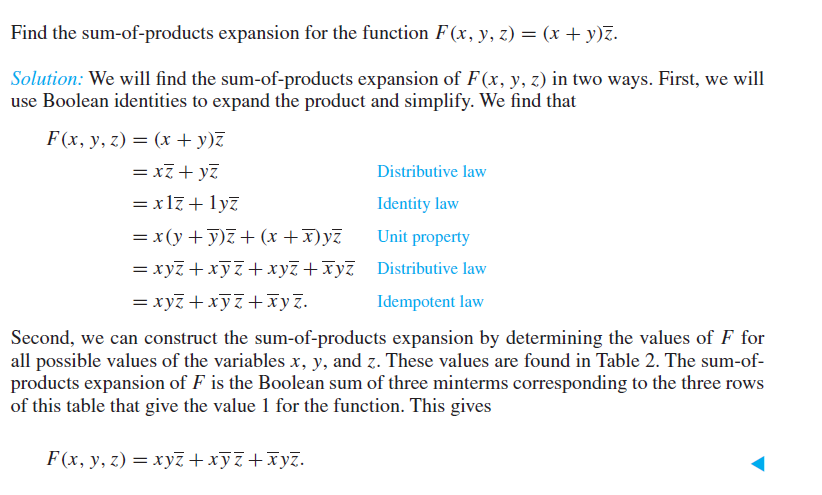 Find the sum-of-products expansion for the function F(x, y, z) = (x + y)z̅.
Solution: We will find the sum-of-products expansion of F(x, y, z) in two ways. First, we will
use Boolean identities to expand the product and simplify. We find that
F(x, y, z) = (x + y)z̅
= xz̅ + yz̅ Distributive law
= x1z̅ + 1yz̅ Identity law
= x(y + y̅)z̅ + (x + x̅)yz̅ Unit property
= xyz̅ + xy̅z̅ + xyz̅ + x̅yz̅ Distributive law
= xyz̅ + xy̅z̅ + x̅yz̅. Idempotent law
Second, we can construct the sum-of-products expansion by determining the values of F for
all possible values of the variables x, y, and z. These values are found in Table 2. The sum-of-
products expansion of F is the Boolean sum of three minterms corresponding to the three rows
of this table that give the value 1 for the function. This gives
F(x, y, z) = xyz̅ + xy̅z̅ + x̅yz̅.